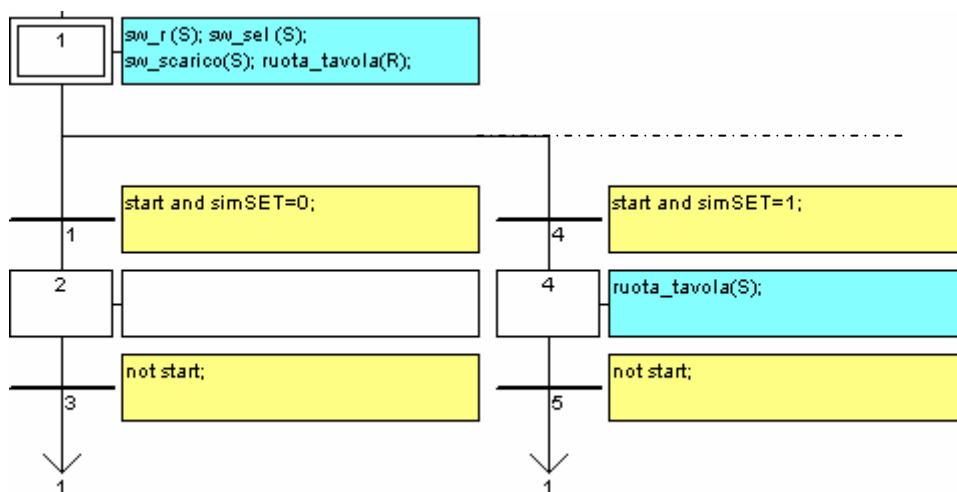 1
sw_r (S); sw_sel (S);
sw_scarico(S); ruota_tavola(R);
start and simSET=0;
1
start and simSET=1;
4
2
4
ruota_tavola(S);
not start;
3
not start;
5
1
1